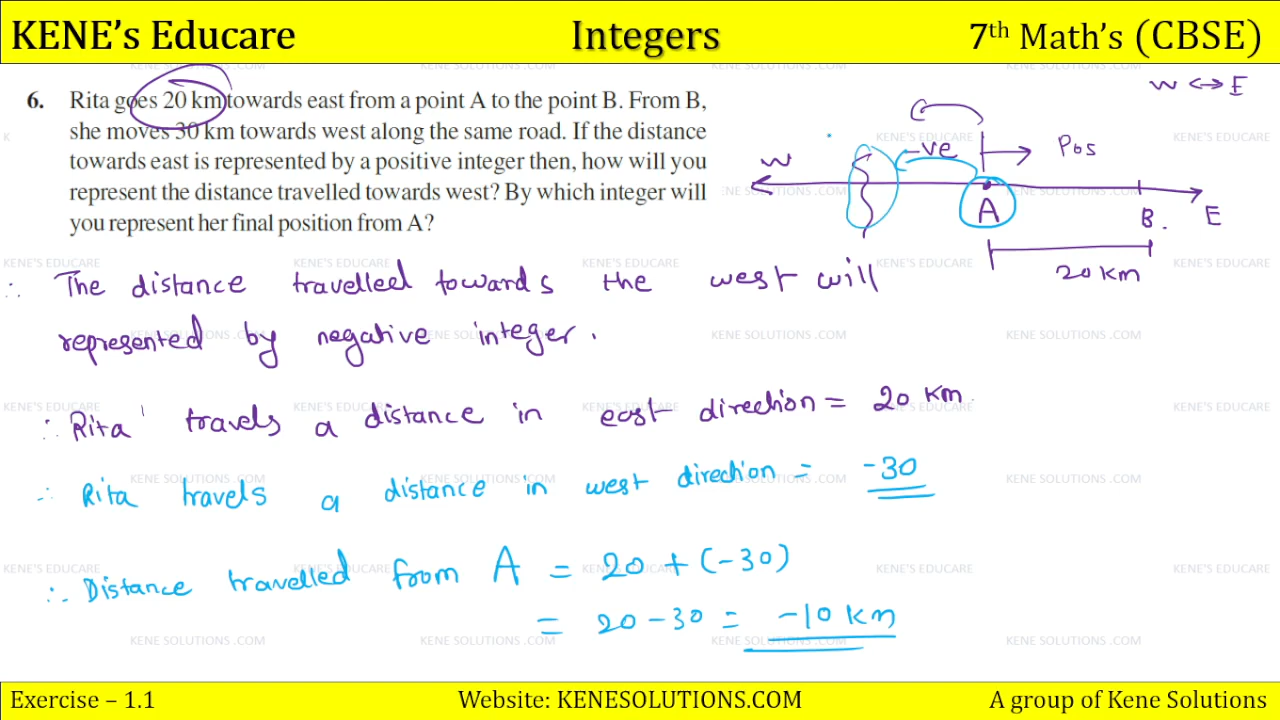 KENE's Educare
Integers
7th Math's (CBSE)
6. Rita goes 20 km towards east from a point A to the point B. From B,
she moves 30 km towards west along the same road. If the distance
towards east is represented by a positive integer then, how will you
represent the distance travelled towards west? By which integer will
you represent her final position from A?
W ↔ E
-ve
Pos
W
A
B.
E
20 km
∴ The distance travelled towards the west will
represented by negative integer.
∴ Rita travels a distance in east direction = 20 km
∴ Rita travels a distance in west direction = -30
∴ Distance travelled from A = 20 + (-30)
= 20 - 30 = -10 km
KENE'S EDUCARE
KENE SOLUTIONS .COM
Exercise – 1.1
Website: KENESOLUTIONS.COM
A group of Kene Solutions